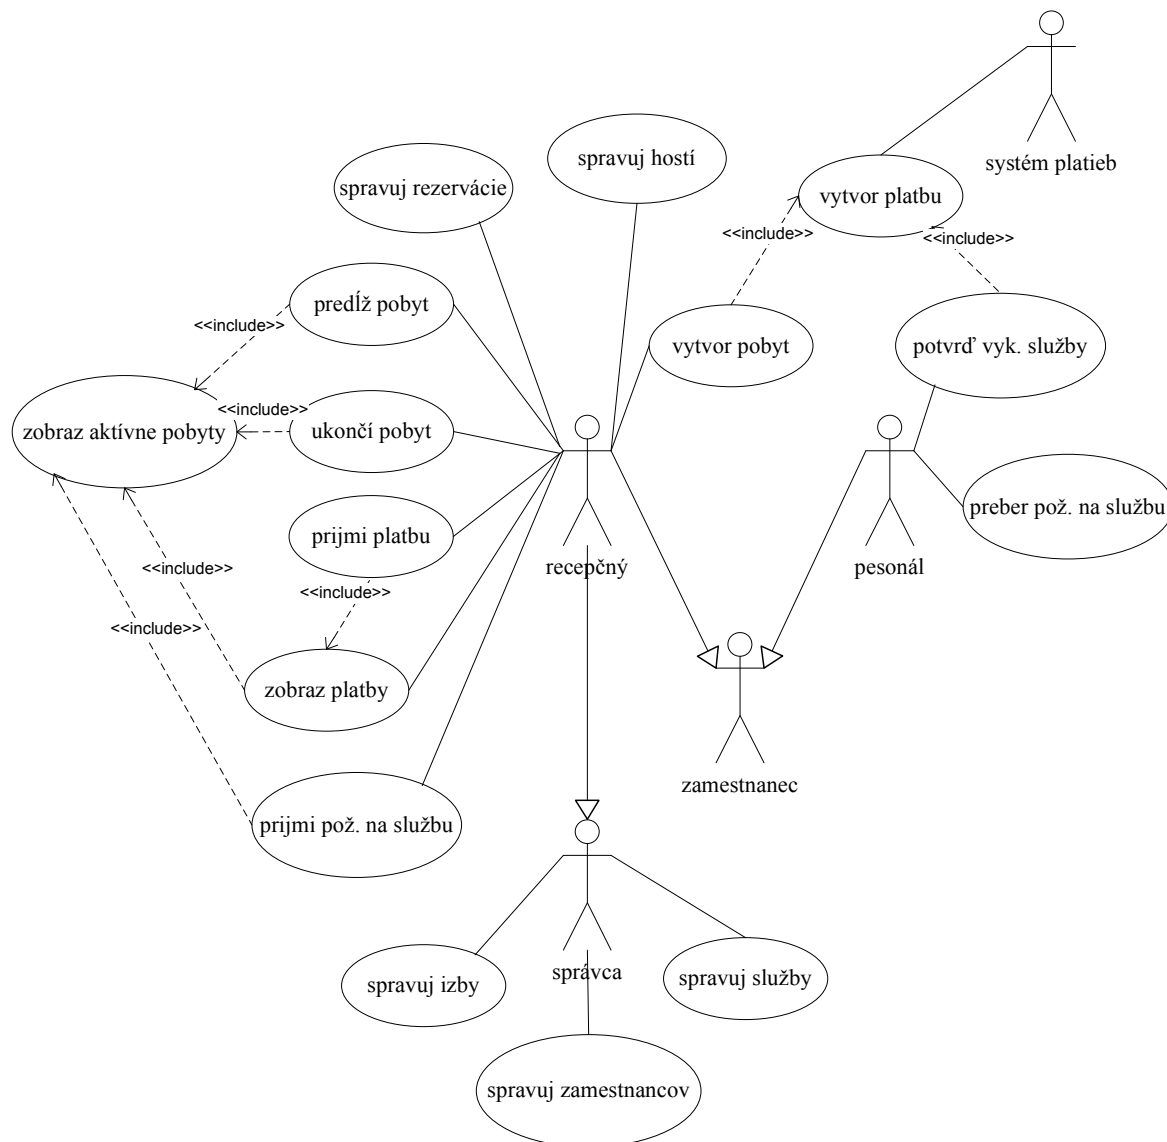 systém platieb
spravuj hostí
spravuj rezervácie
vytvor platbu
<<include>>
<<include>>
predĺž pobyt
<<include>>
vytvor pobyt
potvrď vyk. služby
<<include>>
zobraz aktívne pobyty
ukončí pobyt
preber pož. na službu
prijmi platbu
recepčný
pesonál
<<include>>
<<include>>
<<include>>
zobraz platby
zamestnanec
prijmi pož. na službu
správca
spravuj izby
spravuj služby
spravuj zamestnancov